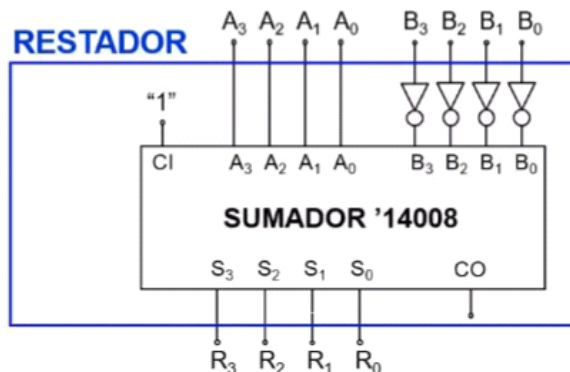 A₃ A₂ A₁ A₀ B₃ B₂ B₁ B₀
RESTADOR
“1”
CI A₃ A₂ A₁ A₀ B₃ B₂ B₁ B₀
SUMADOR '14008
S₃ S₂ S₁ S₀ CO
R₃ R₂ R₁ R₀